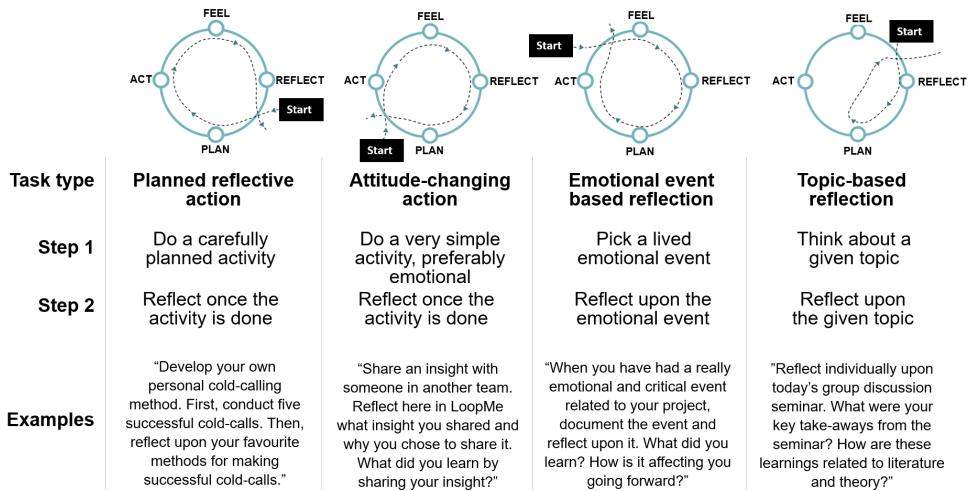 FEEL
ACT
REFLECT
Start
PLAN
FEEL
ACT
REFLECT
Start
PLAN
FEEL
Start
ACT
REFLECT
PLAN
FEEL
Start
ACT
REFLECT
PLAN
Task type
Planned reflective
action
Attitude-changing
action
Emotional event
based reflection
Topic-based
reflection
Step 1
Do a carefully
planned activity
Do a very simple
activity, preferably
emotional
Pick a lived
emotional event
Think about a
given topic
Step 2
Reflect once the
activity is done
Reflect once the
activity is done
Reflect upon the
emotional event
Reflect upon
the given topic
Examples
“Develop your own
personal cold-calling
method. First, conduct five
successful cold-calls. Then,
reflect upon your favourite
methods for making
successful cold-calls.”
“Share an insight with
someone in another team.
Reflect here in LoopMe
what insight you shared and
why you chose to share it.
What did you learn by
sharing your insight?”
“When you have had a really
emotional and critical event
related to your project,
document the event and
reflect upon it. What did you
learn? How is it affecting you
going forward?”
”Reflect individually upon
today’s group discussion
seminar. What were your
key take-aways from the
seminar? How are these
learnings related to literature
and theory?”